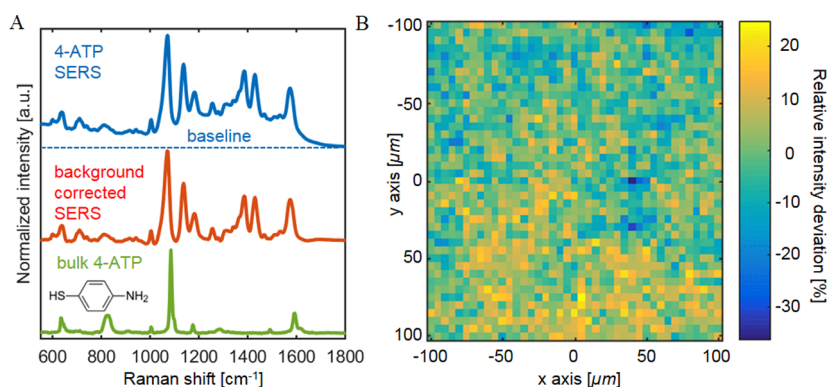 A
4-ATP
SERS
baseline
background
corrected
SERS
bulk 4-ATP
HS
NH2
Normalized intensity [a.u.]
600 800 1000 1200 1400 1600 1800
Raman shift [cm-1]
B
-100
-50
0
50
100
y axis [µm]
-100 -50 0 50 100
x axis [µm]
20
10
0
-10
-20
-30
Relative intensity deviation [%]